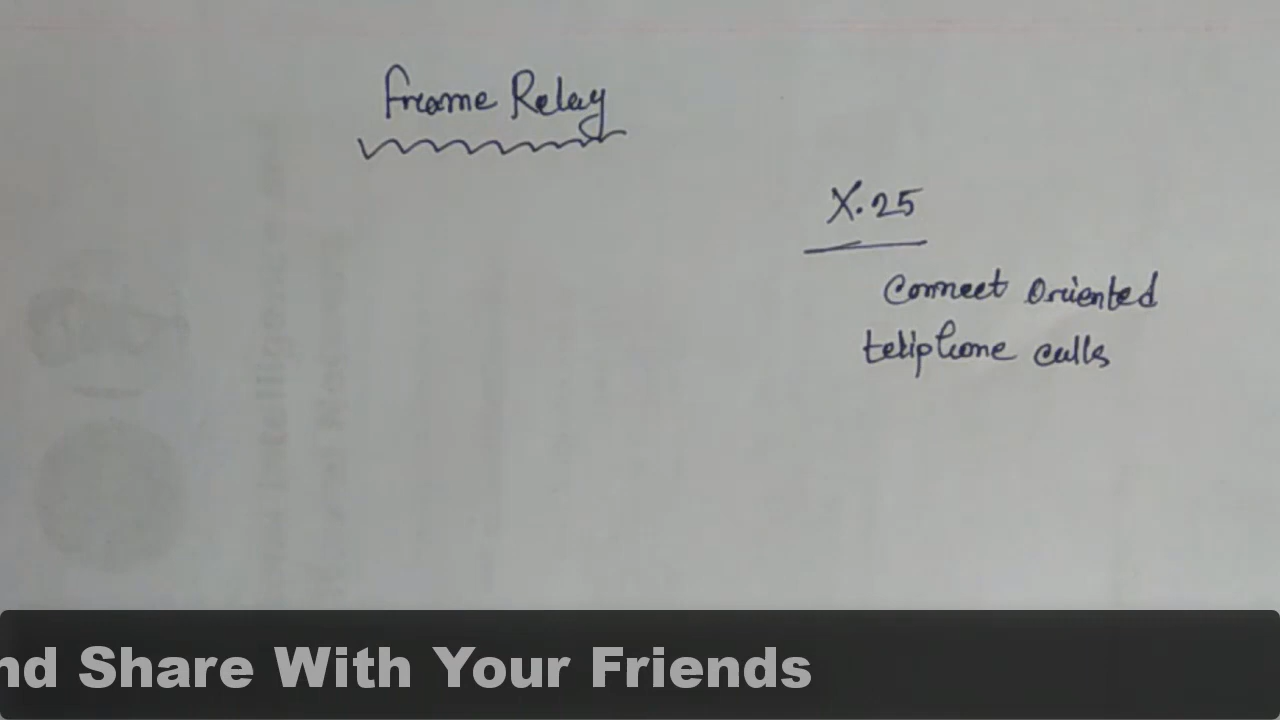 Frame Relay
X.25
Connect Oriented
teliphone calls
nd Share With Your Friends